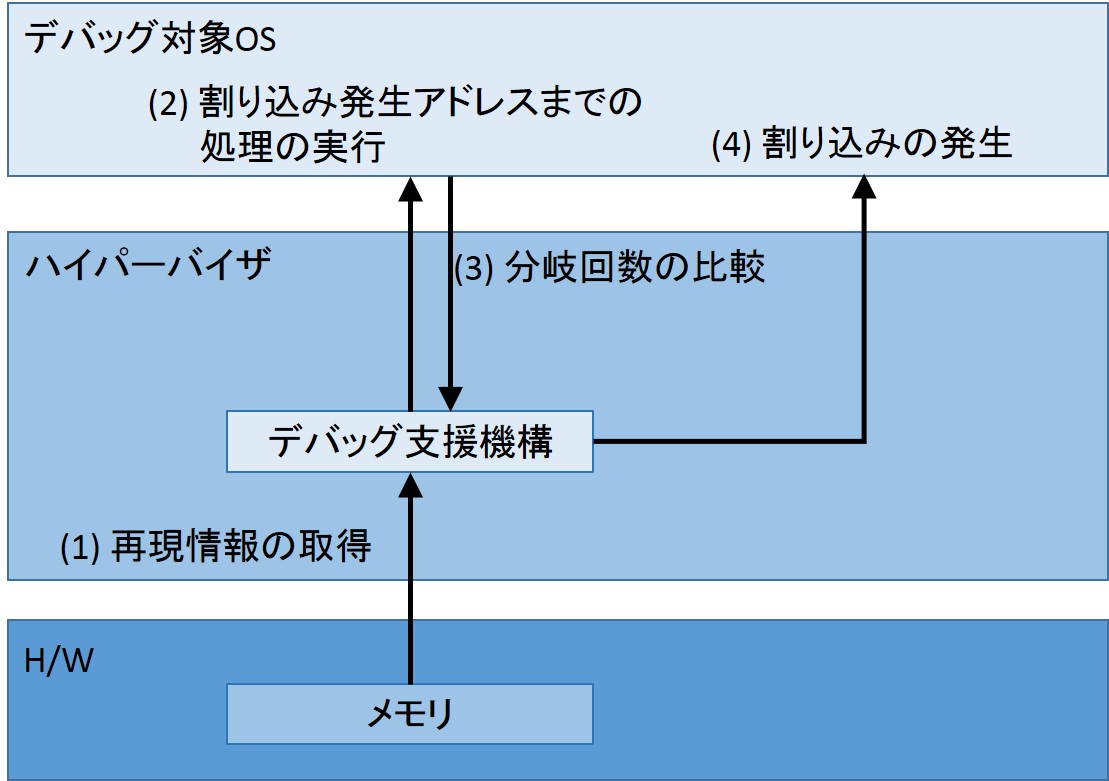 デバッグ対象OS
(2) 割り込み発生アドレスまでの
処理の実行
(4) 割り込みの発生
ハイパーバイザ
(3) 分岐回数の比較
デバッグ支援機構
(1) 再現情報の取得
H/W
メモリ